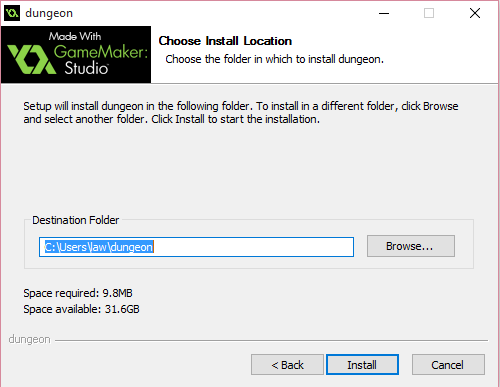 dungeon
Made With
GameMaker:
Studio
Choose Install Location
Choose the folder in which to install dungeon.
Setup will install dungeon in the following folder. To install in a different folder, click Browse
and select another folder. Click Install to start the installation.
Destination Folder
C:\Users\law\dungeon
Browse...
Space required: 9.8MB
Space available: 31.6GB
dungeon
< Back
Install
Cancel